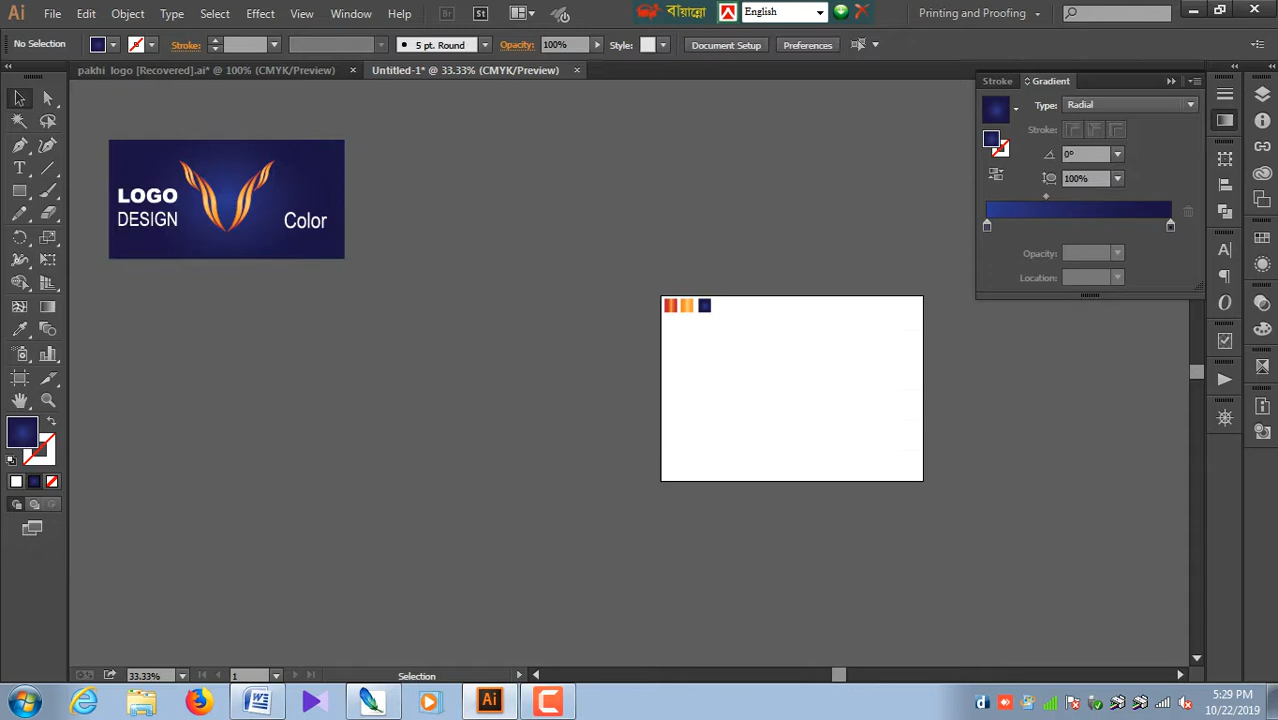 Ai File Edit Object Type Select Effect View Window Help Br St বায়ান্নো English Printing and Proofing
No Selection Stroke: 5 pt. Round Opacity: 100% Style: Document Setup Preferences
pakhi logo [Recovered].ai* @ 100% (CMYK/Preview) × Untitled-1* @ 33.33% (CMYK/Preview) ×
Stroke Gradient
Type: Radial
Stroke:
0°
100%
Opacity:
Location:
LOGO
DESIGN
Color
33.33% 1 Selection
Ai
5:29 PM
10/22/2019